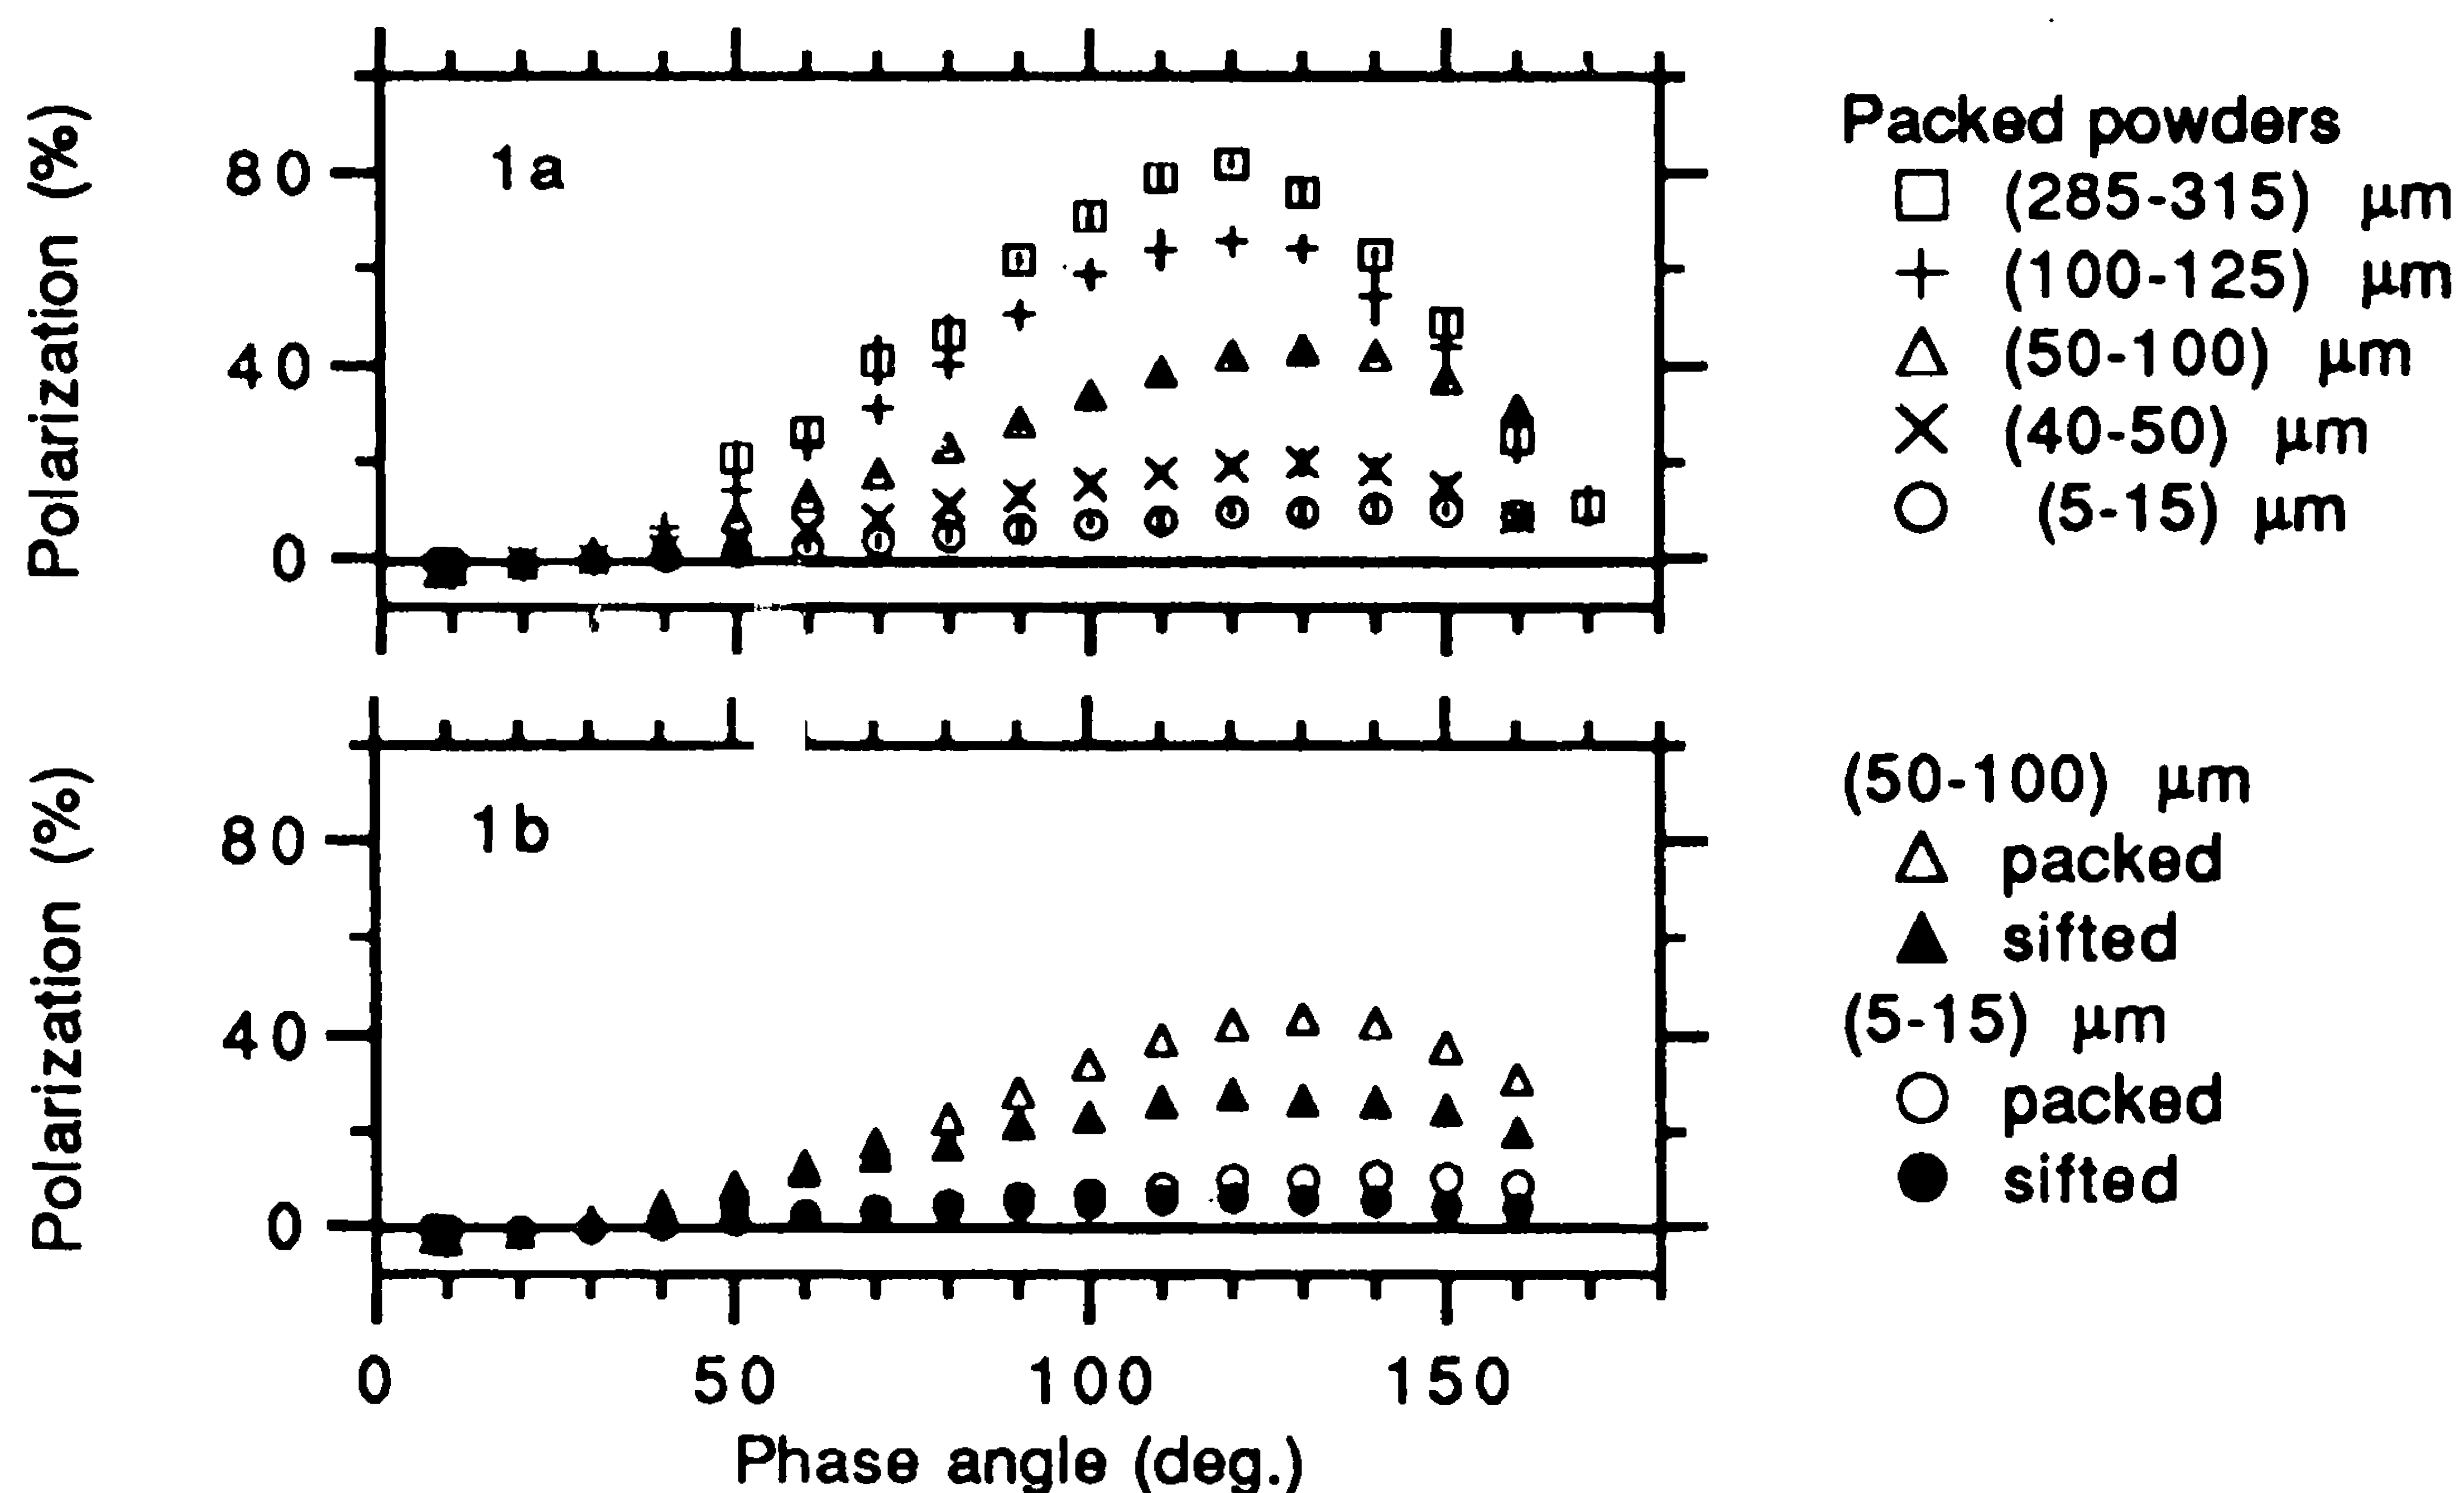 Polarization (%)
80
40
0
1a
Packed powders
(285-315) μm
(100-125) μm
(50-100) μm
(40-50) μm
(5-15) μm
Polarization (%)
80
40
0
1b
(50-100) μm
packed
sifted
(5-15) μm
packed
sifted
0 50 100 150
Phase angle (deg.)